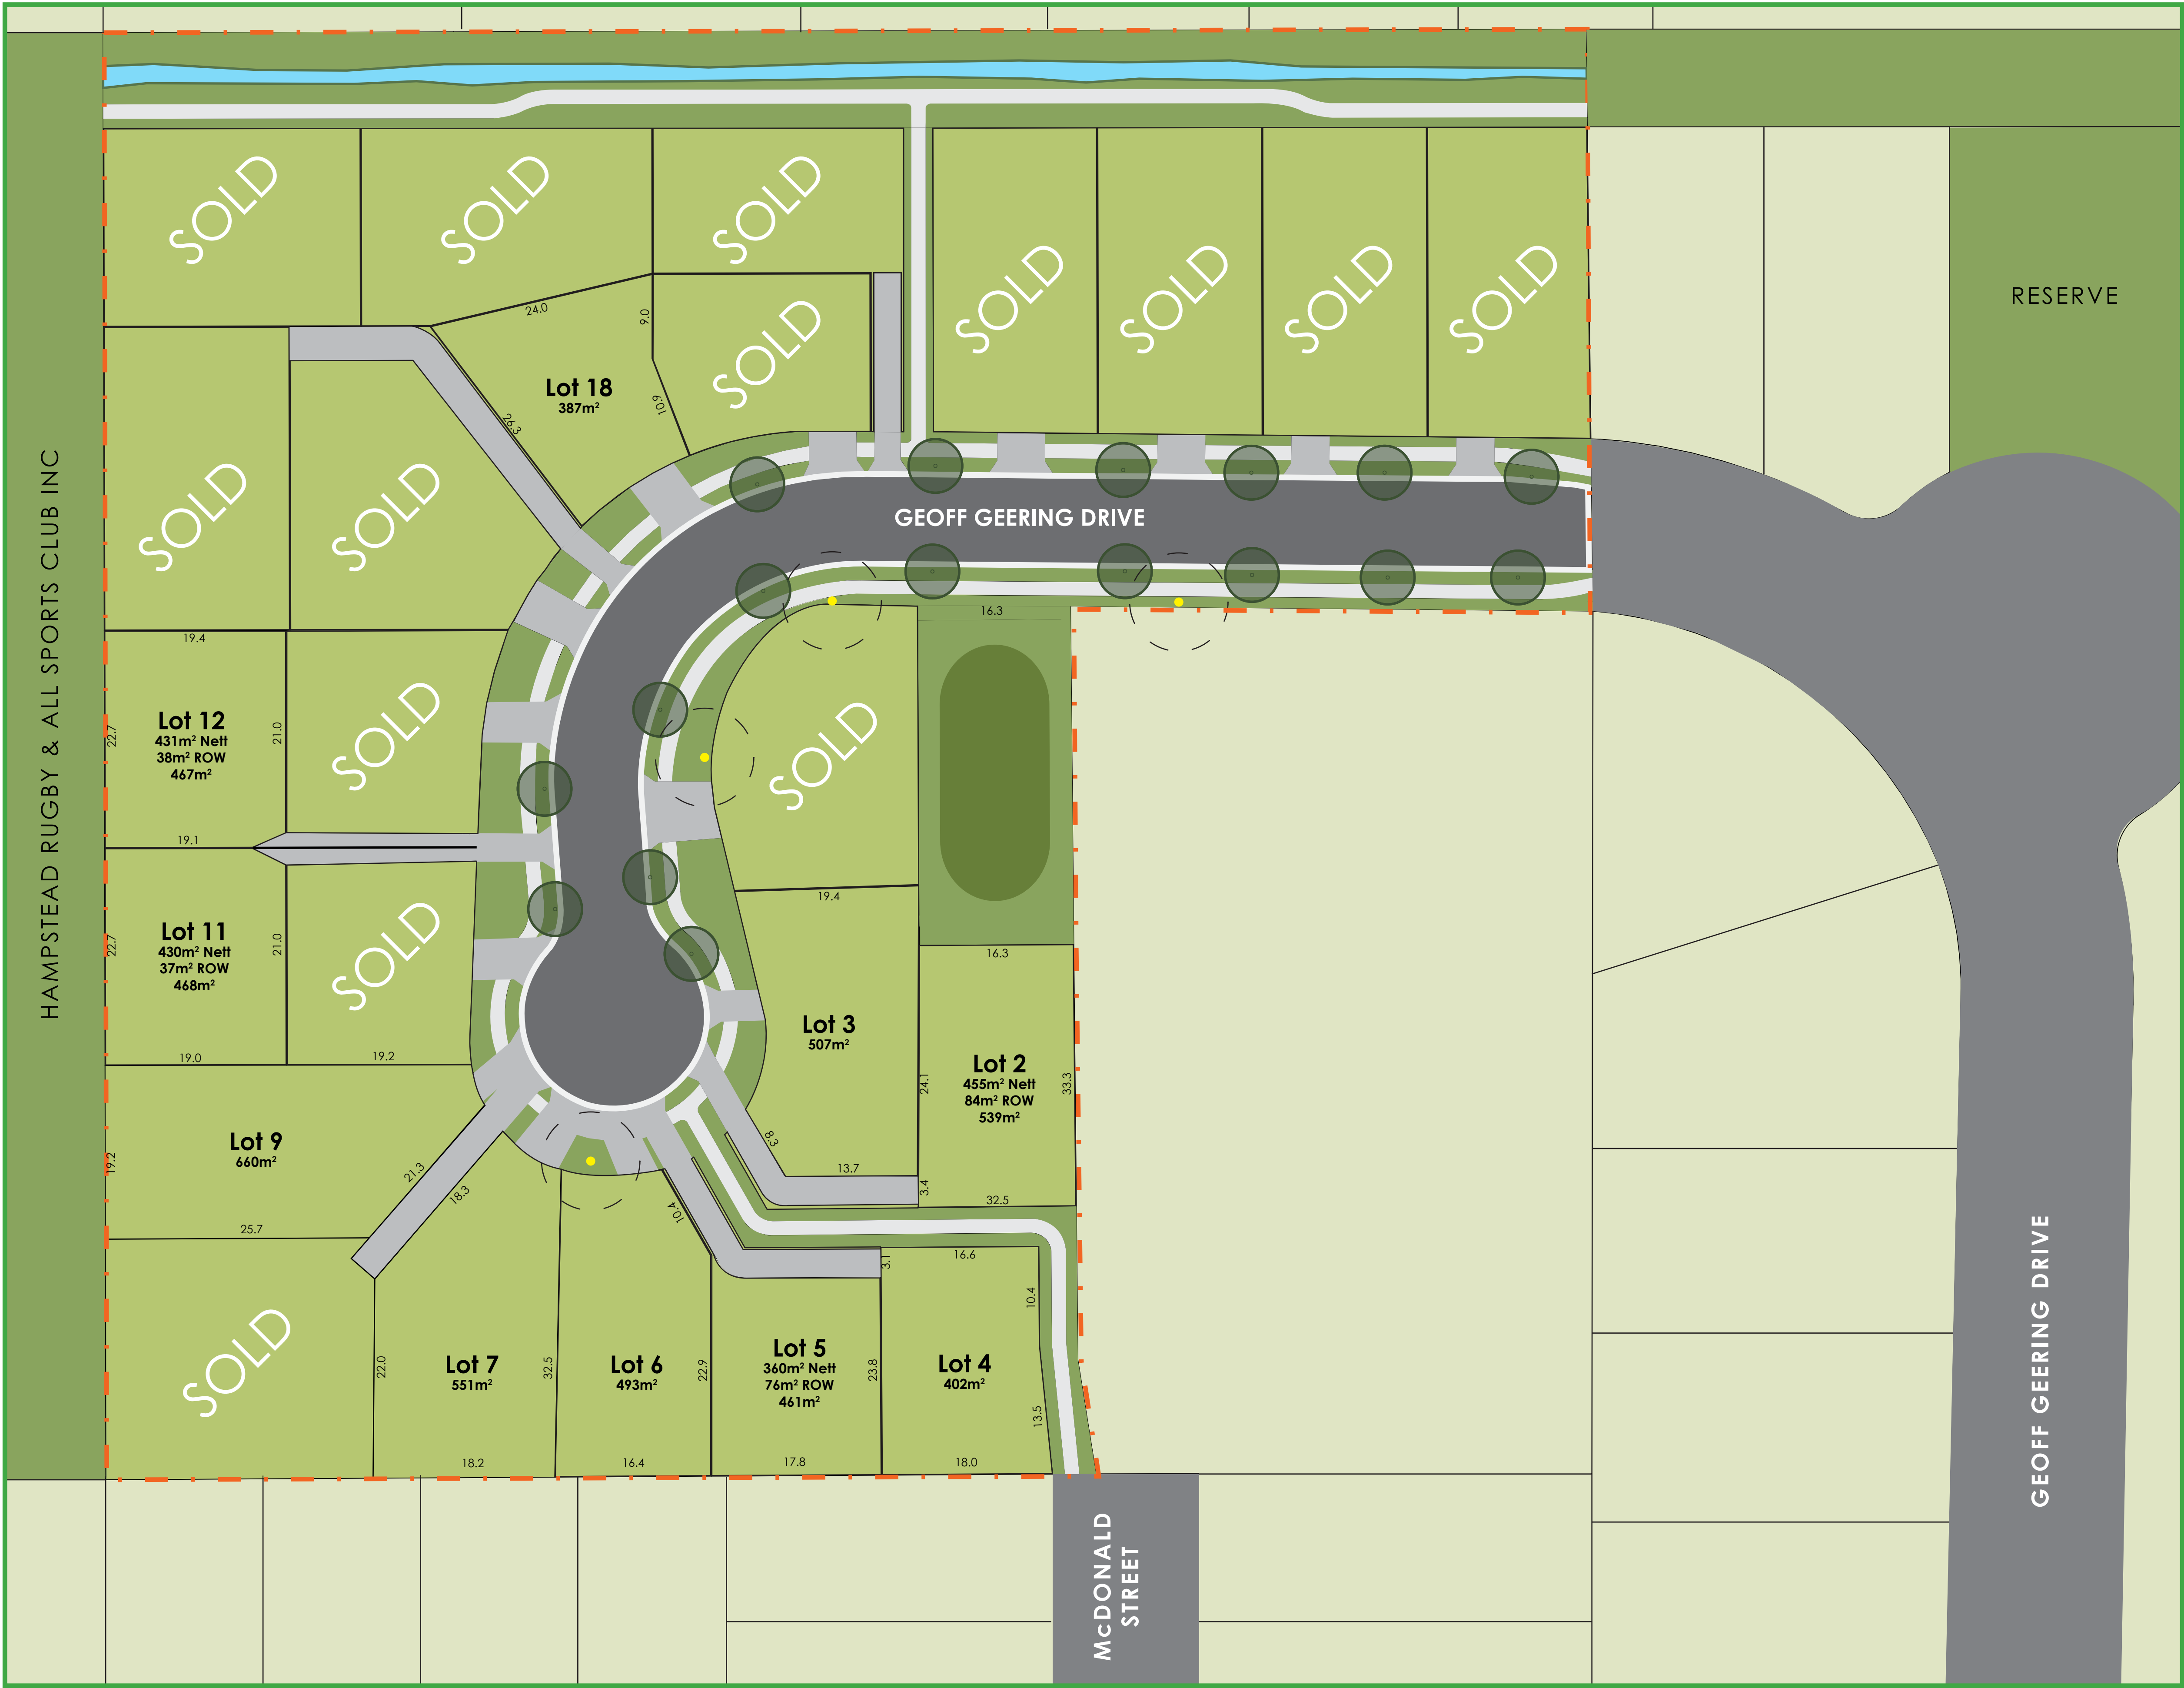 SOLD
SOLD
SOLD
SOLD
SOLD
SOLD
SOLD
RESERVE
24.0
9.0
SOLD
Lot 18
387m²
10.9
26.3
HAMPSTEAD RUGBY & ALL SPORTS CLUB INC
SOLD
SOLD
GEOFF GEERING DRIVE
16.3
19.4
Lot 12
431m² Nett
38m² ROW
467m²
22.7
21.0
SOLD
SOLD
19.1
19.4
Lot 11
430m² Nett
37m² ROW
468m²
22.7
21.0
SOLD
16.3
Lot 3
507m²
Lot 2
455m² Nett
84m² ROW
539m²
24.1
33.3
19.0
19.2
Lot 9
660m²
19.2
21.3
18.3
8.3
13.7
3.4
32.5
10.4
25.7
3.1
16.6
10.4
SOLD
22.0
Lot 7
551m²
32.5
Lot 6
493m²
22.9
Lot 5
360m² Nett
76m² ROW
461m²
23.8
Lot 4
402m²
13.5
18.2
16.4
17.8
18.0
GEOFF GEERING DRIVE
McDONALD
STREET